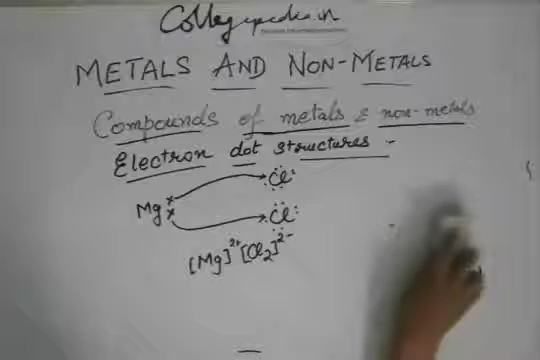 Collegepedia.in
METALS AND NON-METALS
Compounds of metals & non-metals
Electron dot structures -
Cl
Mg
Cl
[Mg]²⁺[Cl₂]²⁻